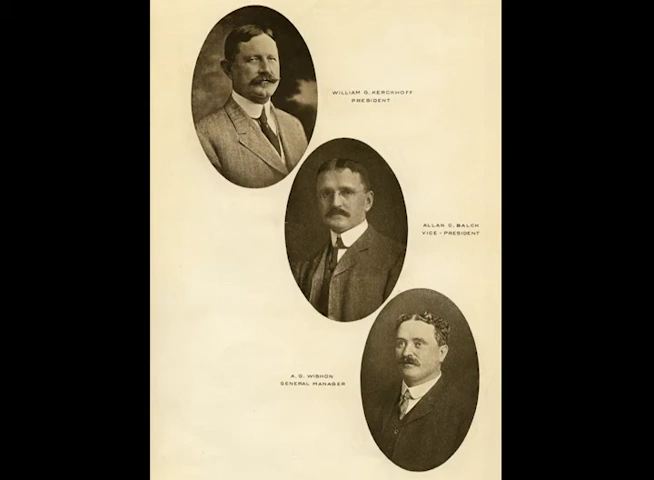 WILLIAM G. KERCKHOFF
PRESIDENT
ALLAN C. BALCH
VICE - PRESIDENT
A. G. WISHON
GENERAL MANAGER